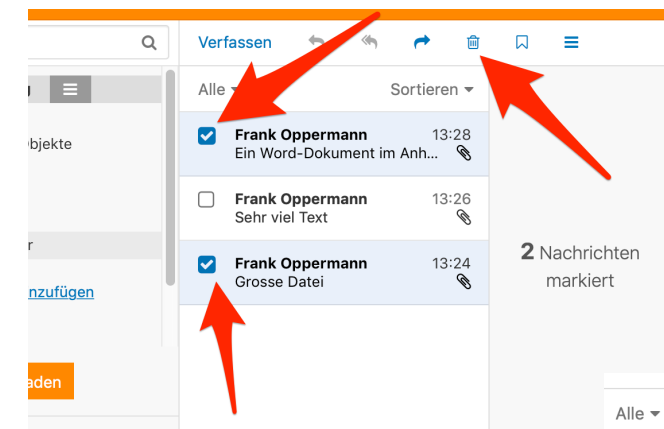 Verfassen
Alle
Sortieren
bjekte
Frank Oppermann 13:28
Ein Word-Dokument im Anh...
Frank Oppermann 13:26
Sehr viel Text
r
Frank Oppermann 13:24
Grosse Datei
nzufügen
2 Nachrichten
markiert
aden
Alle